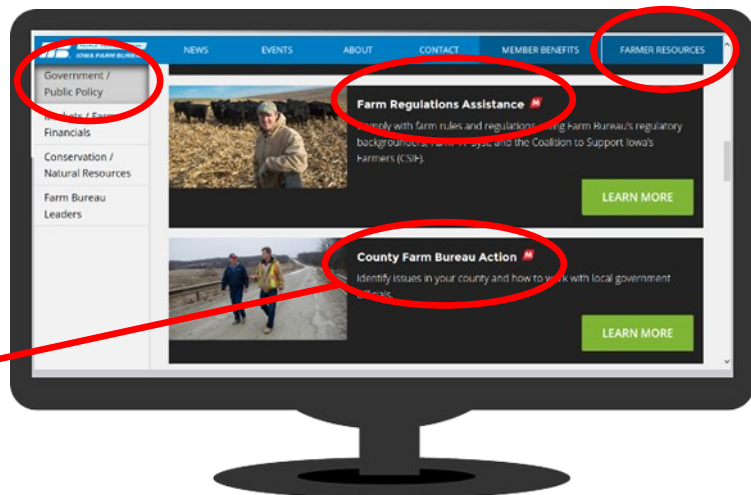 IOWA FARM BUREAU
NEWS
EVENTS
ABOUT
CONTACT
MEMBER BENEFITS
FARMER RESOURCES
Government /
Public Policy
Financials
Conservation /
Natural Resources
Farm Bureau
Leaders
Farm Regulations Assistance M
Comply with farm rules and regulations using Farm Bureau's regulatory
backgrounders, and the Coalition to Support Iowa's
Farmers (CSIF).
LEARN MORE
County Farm Bureau Action M
Identify issues in your county and how to work with local government
officials.
LEARN MORE